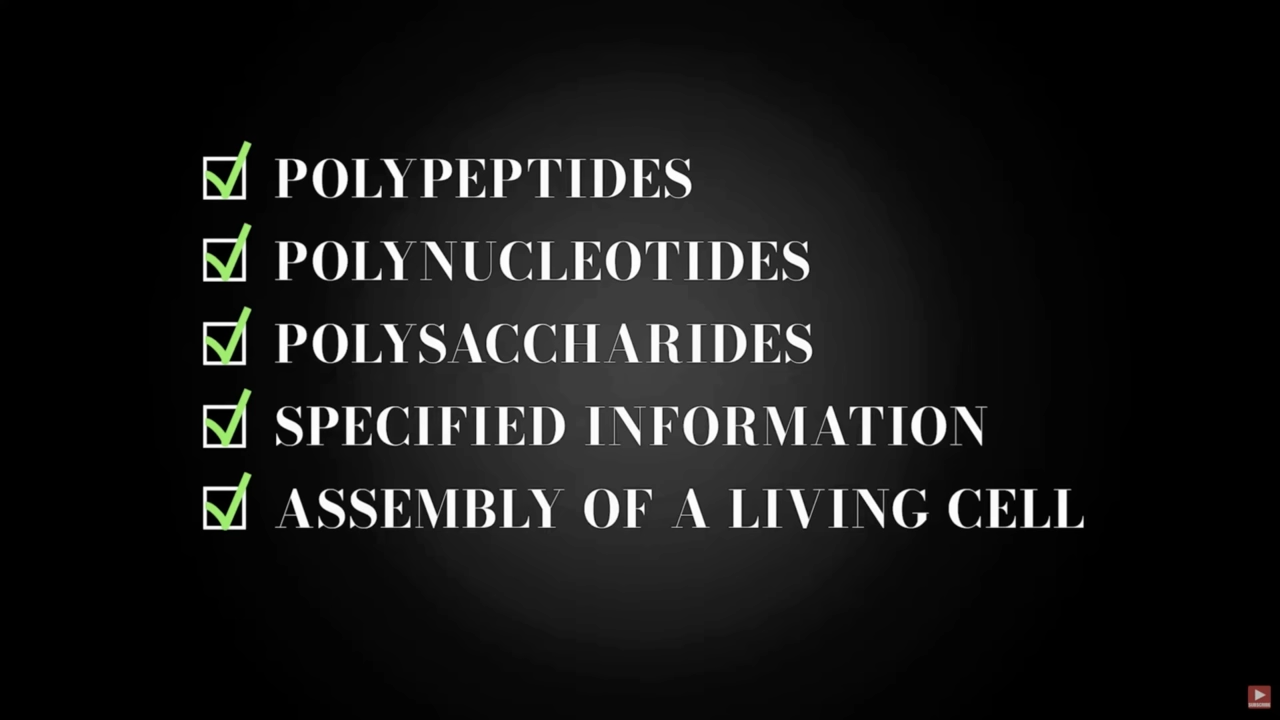 POLYPEPTIDES
POLYNUCLEOTIDES
POLYSACCHARIDES
SPECIFIED INFORMATION
ASSEMBLY OF A LIVING CELL